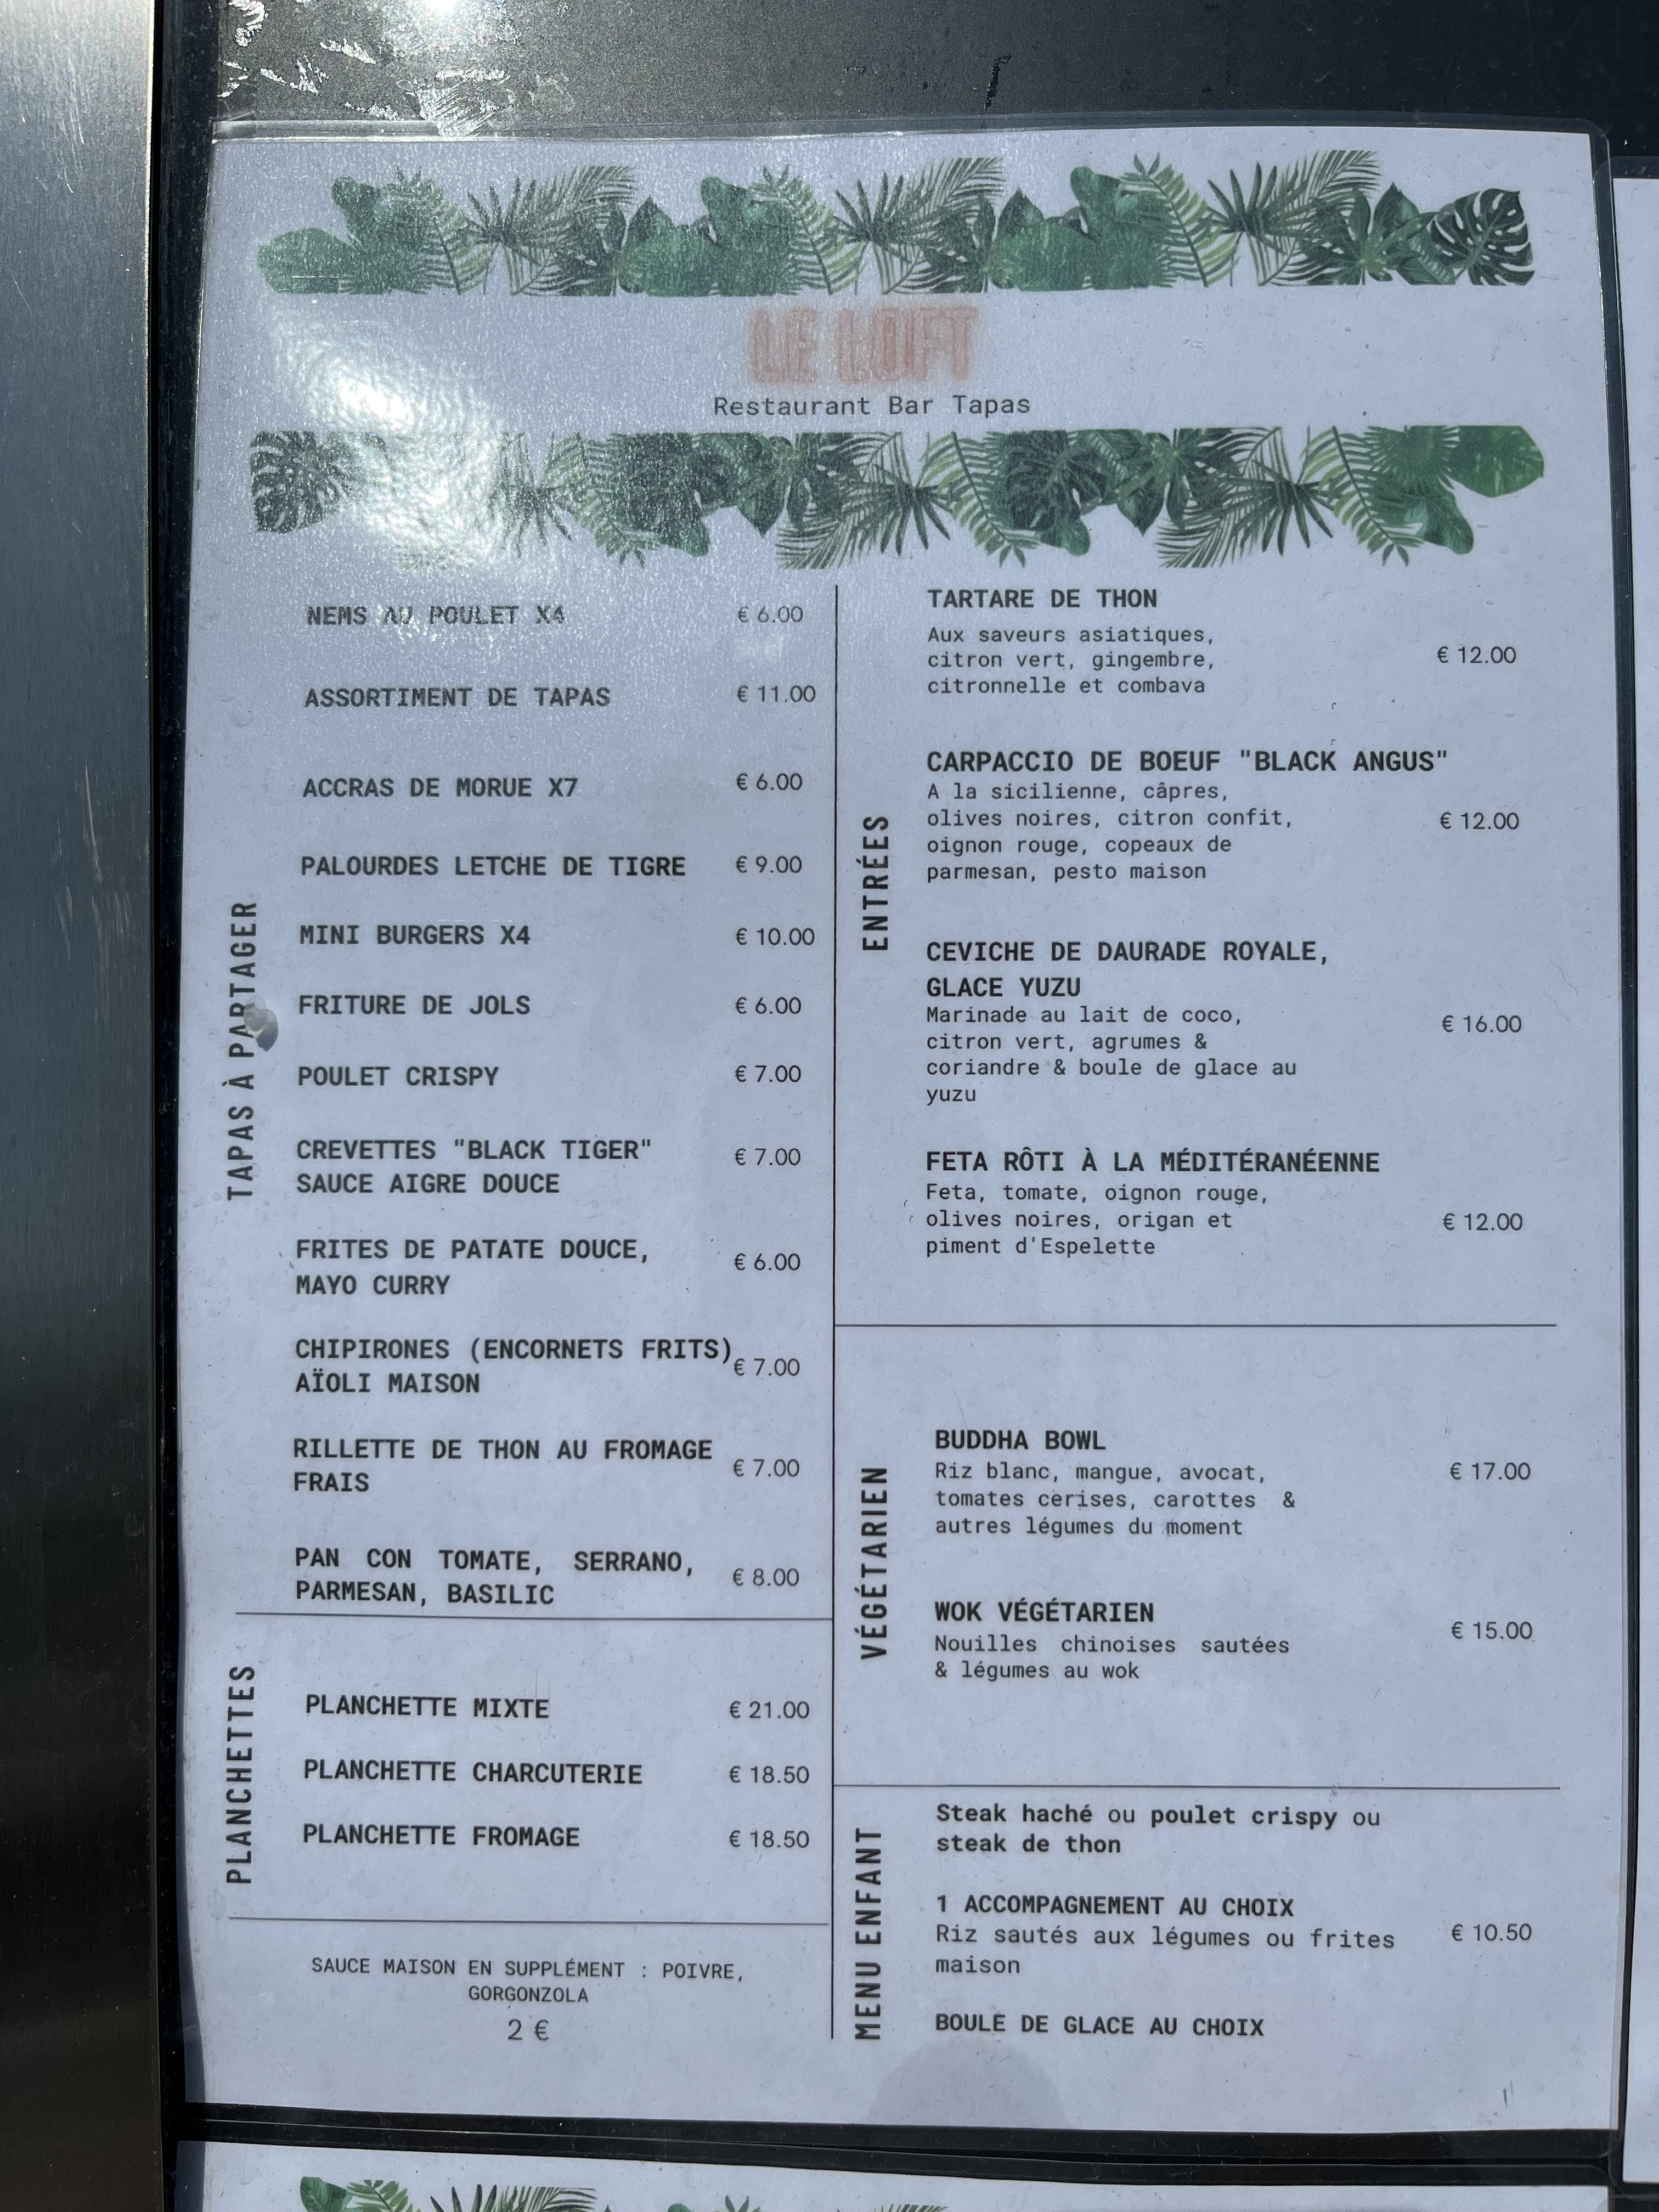 LE LOFT
Restaurant Bar Tapas
TAPAS À PARTAGER
NEMS AU POULET X4 € 6.00
ASSORTIMENT DE TAPAS € 11.00
ACCRAS DE MORUE X7 € 6.00
PALOURDES LETCHE DE TIGRE € 9.00
MINI BURGERS X4 € 10.00
FRITURE DE JOLS € 6.00
POULET CRISPY € 7.00
CREVETTES "BLACK TIGER" € 7.00
SAUCE AIGRE DOUCE
FRITES DE PATATE DOUCE, € 6.00
MAYO CURRY
CHIPIRONES (ENCORNETS FRITS) € 7.00
AÏOLI MAISON
RILLETTE DE THON AU FROMAGE € 7.00
FRAIS
PAN CON TOMATE, SERRANO, € 8.00
PARMESAN, BASILIC
PLANCHETTES
PLANCHETTE MIXTE € 21.00
PLANCHETTE CHARCUTERIE € 18.50
PLANCHETTE FROMAGE € 18.50
SAUCE MAISON EN SUPPLÉMENT : POIVRE,
GORGONZOLA
2 €
ENTRÉES
TARTARE DE THON
Aux saveurs asiatiques,
citron vert, gingembre, € 12.00
citronnelle et combava
CARPACCIO DE BOEUF "BLACK ANGUS"
A la sicilienne, câpres,
olives noires, citron confit, € 12.00
oignon rouge, copeaux de
parmesan, pesto maison
CEVICHE DE DAURADE ROYALE,
GLACE YUZU
Marinade au lait de coco, € 16.00
citron vert, agrumes &
coriandre & boule de glace au
yuzu
FETA RÔTI À LA MÉDITÉRANÉENNE
Feta, tomate, oignon rouge,
olives noires, origan et € 12.00
piment d'Espelette
VÉGÉTARIEN
BUDDHA BOWL
Riz blanc, mangue, avocat, € 17.00
tomates cerises, carottes &
autres légumes du moment
WOK VÉGÉTARIEN € 15.00
Nouilles chinoises sautées
& légumes au wok
MENU ENFANT
Steak haché ou poulet crispy ou
steak de thon
1 ACCOMPAGNEMENT AU CHOIX
Riz sautés aux légumes ou frites € 10.50
maison
BOULE DE GLACE AU CHOIX